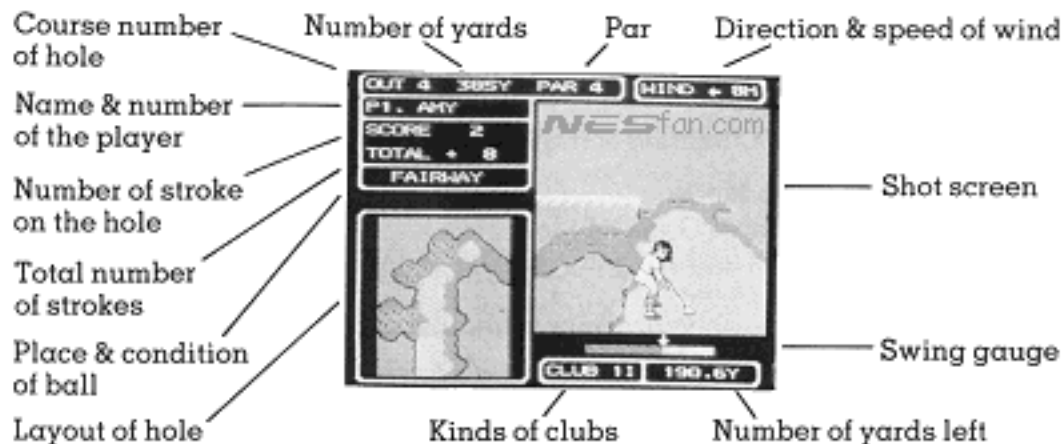 Course number
of hole
Number of yards
Par
Direction & speed of wind
Name & number
of the player
Number of stroke
on the hole
Total number
of strokes
Place & condition
of ball
Layout of hole
OUT 4 385Y PAR 4
WIND ← 8M
P1. AMY
SCORE 2
TOTAL + 8
FAIRWAY
NESfan.com
Shot screen
Swing gauge
CLUB 1I
190.6Y
Kinds of clubs
Number of yards left